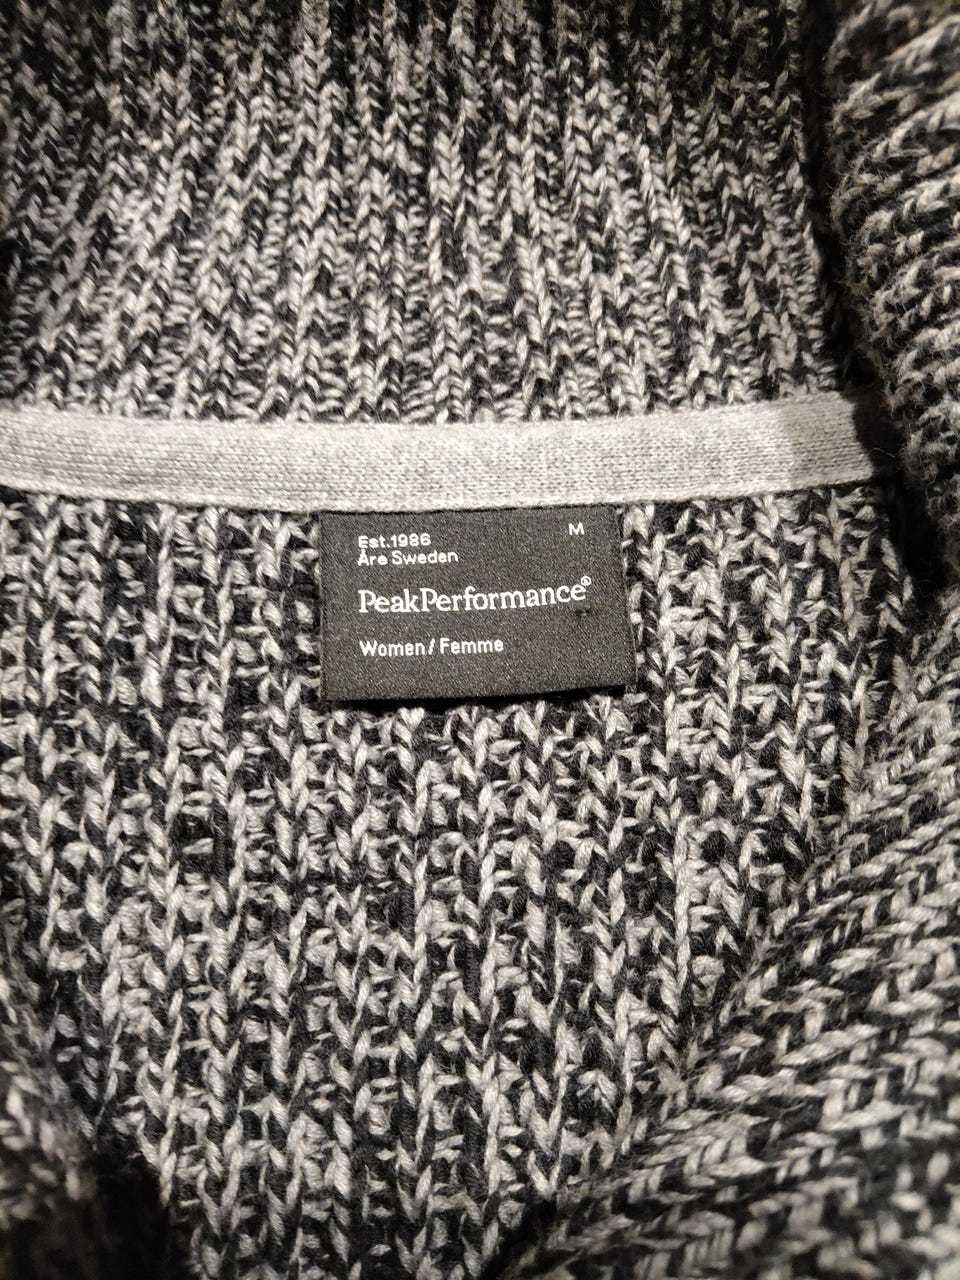 Est.1986 M
Åre Sweden
PeakPerformance®
Women / Femme